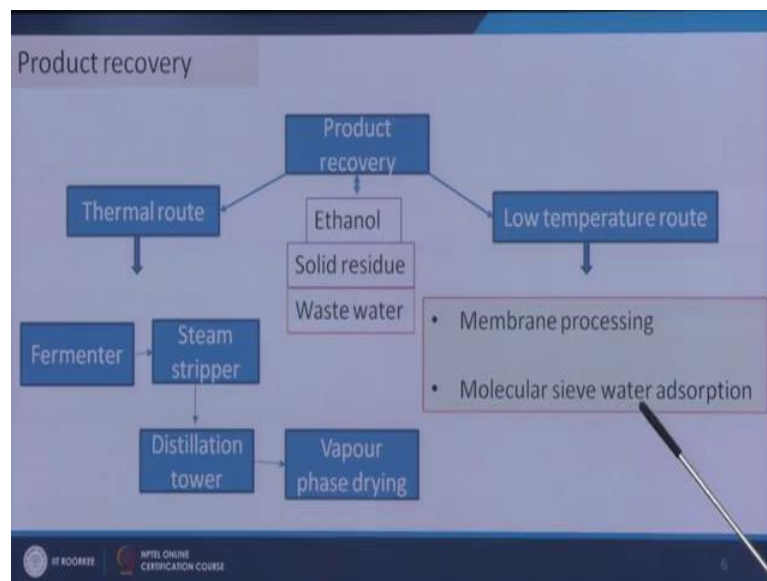 Product recovery
Product
recovery
Thermal route
Ethanol
Low temperature route
Solid residue
Waste water
Fermenter
Steam
stripper
• Membrane processing
• Molecular sieve water adsorption
Distillation
tower
Vapour
phase drying
IIT ROORKEE
NPTEL ONLINE
CERTIFICATION COURSE
6